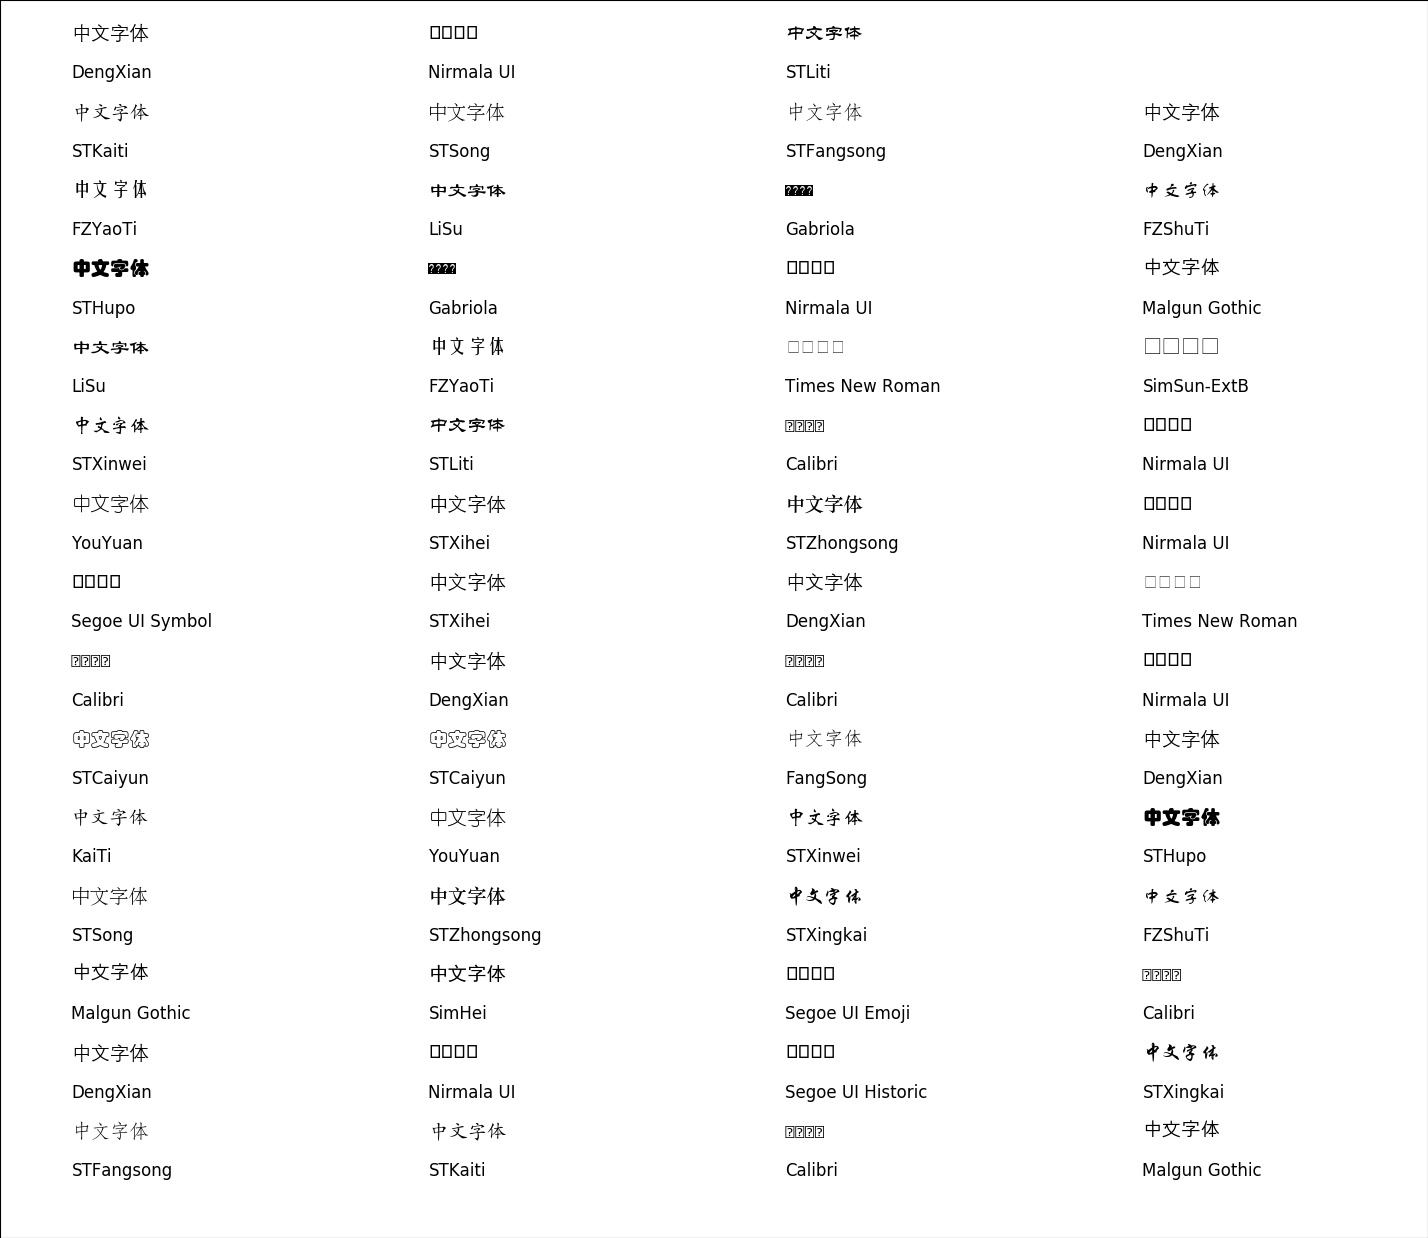 中文字体 □□□□ 中文字体
DengXian Nirmala UI STLiti
中文字体 中文字体 中文字体 中文字体
STKaiti STSong STFangsong DengXian
中文字体 中文字体 中文字体
FZYaoTi LiSu Gabriola FZShuTi
中文字体 □□□□ 中文字体
STHupo Gabriola Nirmala UI Malgun Gothic
中文字体 中文字体 □□□□ □□□□
LiSu FZYaoTi Times New Roman SimSun-ExtB
中文字体 中文字体 □□□□
STXinwei STLiti Calibri Nirmala UI
中文字体 中文字体 中文字体 □□□□
YouYuan STXihei STZhongsong Nirmala UI
□□□□ 中文字体 中文字体 □□□□
Segoe UI Symbol STXihei DengXian Times New Roman
中文字体 □□□□
Calibri DengXian Calibri Nirmala UI
中文字体 中文字体 中文字体 中文字体
STCaiyun STCaiyun FangSong DengXian
中文字体 中文字体 中文字体 中文字体
KaiTi YouYuan STXinwei STHupo
中文字体 中文字体 中文字体 中文字体
STSong STZhongsong STXingkai FZShuTi
中文字体 中文字体 □□□□
Malgun Gothic SimHei Segoe UI Emoji Calibri
中文字体 □□□□ □□□□ 中文字体
DengXian Nirmala UI Segoe UI Historic STXingkai
中文字体 中文字体 中文字体
STFangsong STKaiti Calibri Malgun Gothic